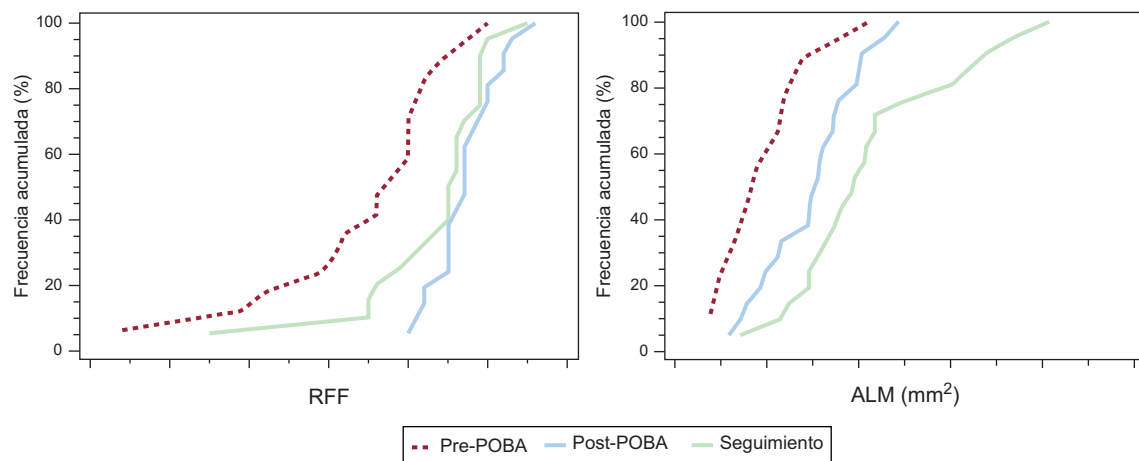 Frecuencia acumulada (%)
100
80
60
40
20
0
RFF
Frecuencia acumulada (%)
100
80
60
40
20
0
ALM (mm²)
Pre-POBA
Post-POBA
Seguimiento